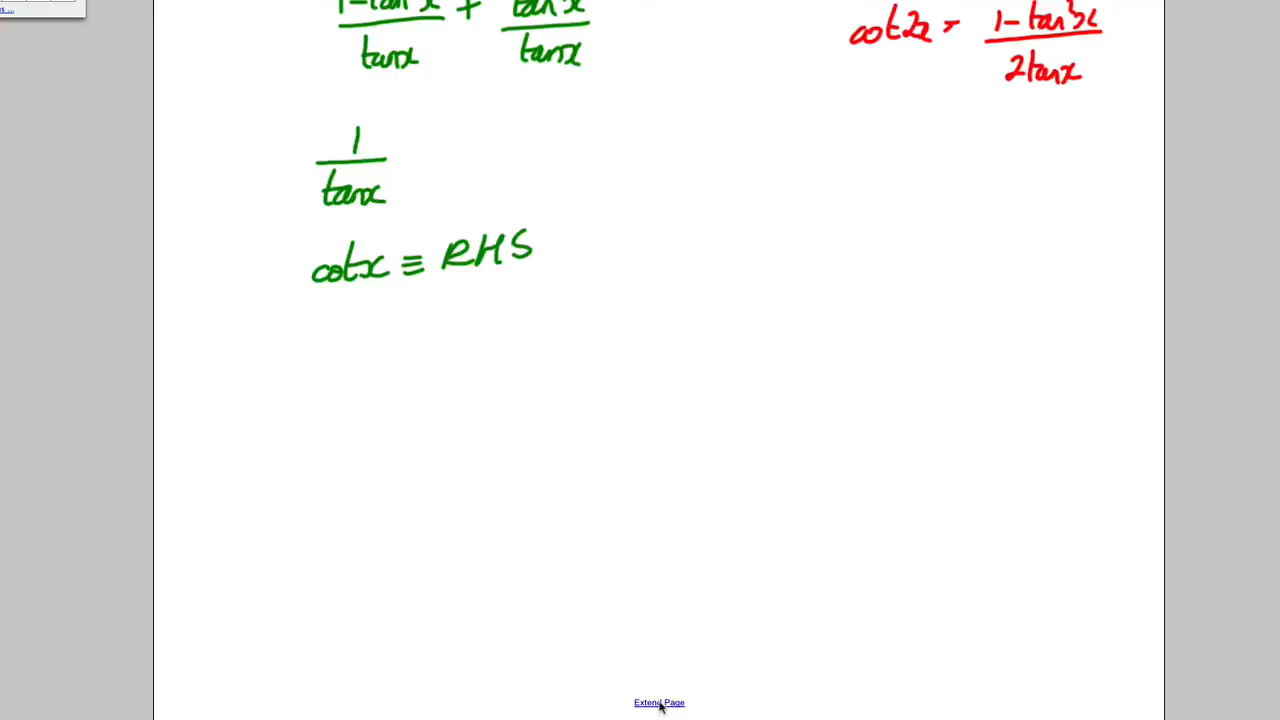 s ...
1-tan²x/tanx + tan²x/tanx
cot2x = 1-tan²x/2tanx
1/tanx
cotx ≡ RHS
Extend Page